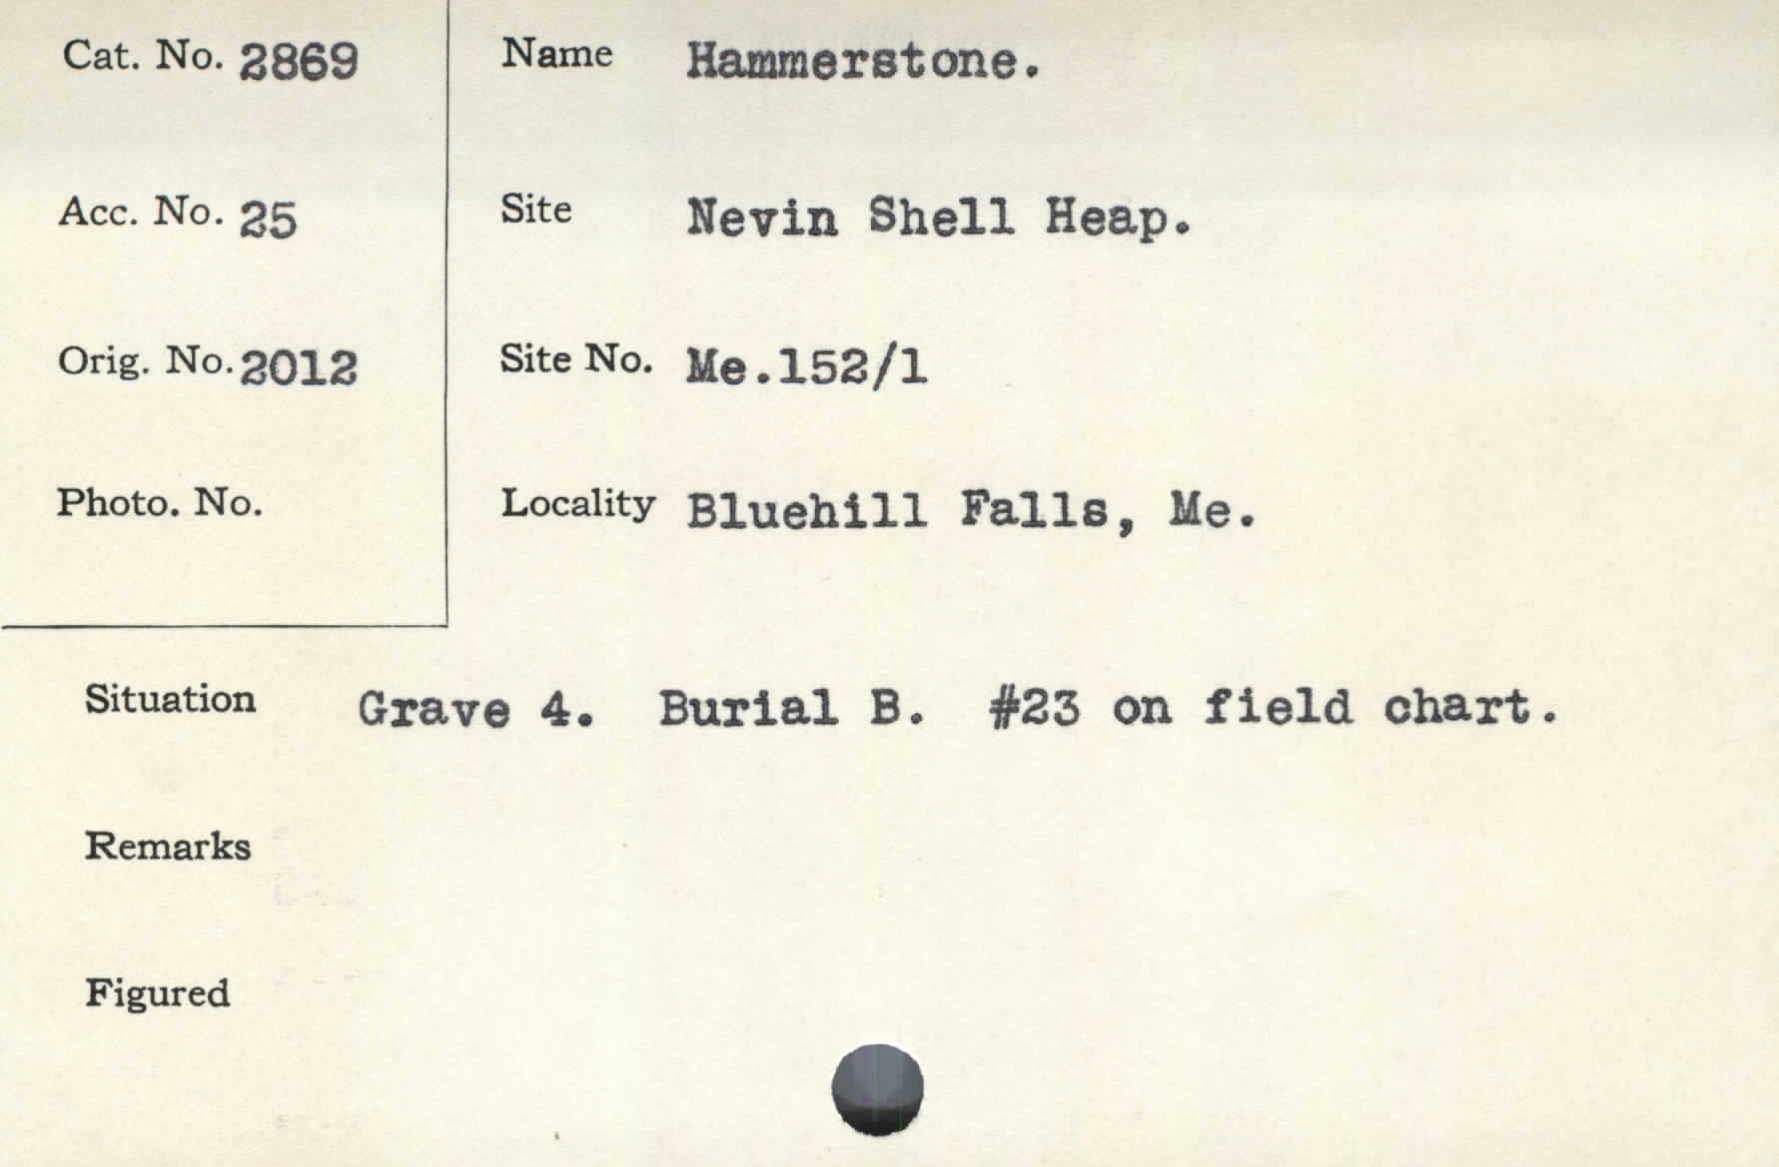 Cat. No. 2869
Name Hammerstone.
Acc. No. 25
Site Nevin Shell Heap.
Orig. No. 2012
Site No. Me.152/1
Photo. No.
Locality Bluehill Falls, Me.
Situation Grave 4. Burial B. #23 on field chart.
Remarks
Figured